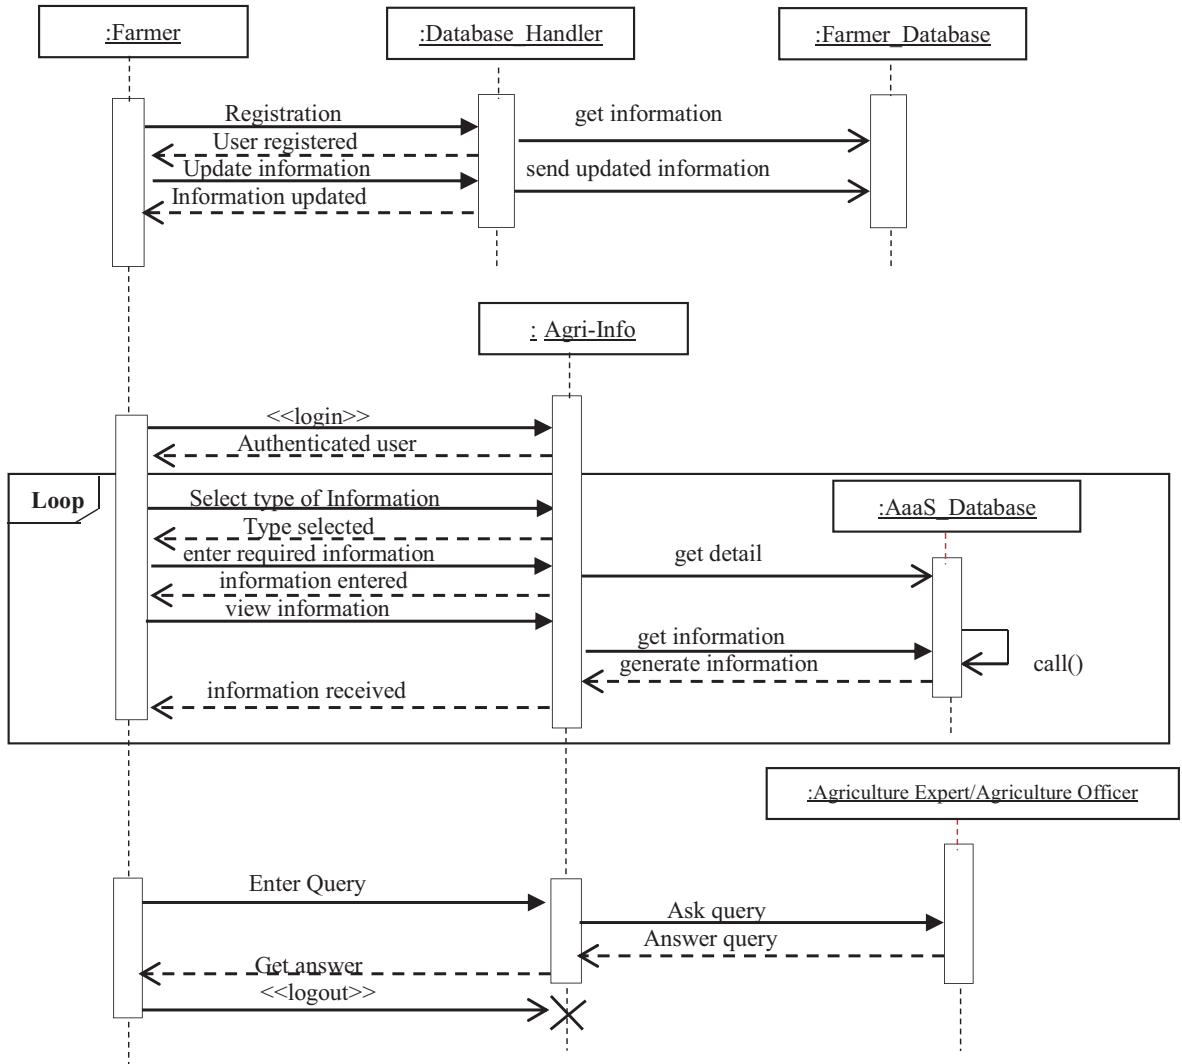 :Farmer
:Database_Handler
:Farmer_Database
Registration
get information
User registered
Update information
send updated information
Information updated
: Agri-Info
<<login>>
Authenticated user
Loop
Select type of Information
:AaaS_Database
Type selected
enter required information
get detail
information entered
view information
get information
generate information
call()
information received
:Agriculture Expert/Agriculture Officer
Enter Query
Ask query
Answer query
Get answer
<<logout>>